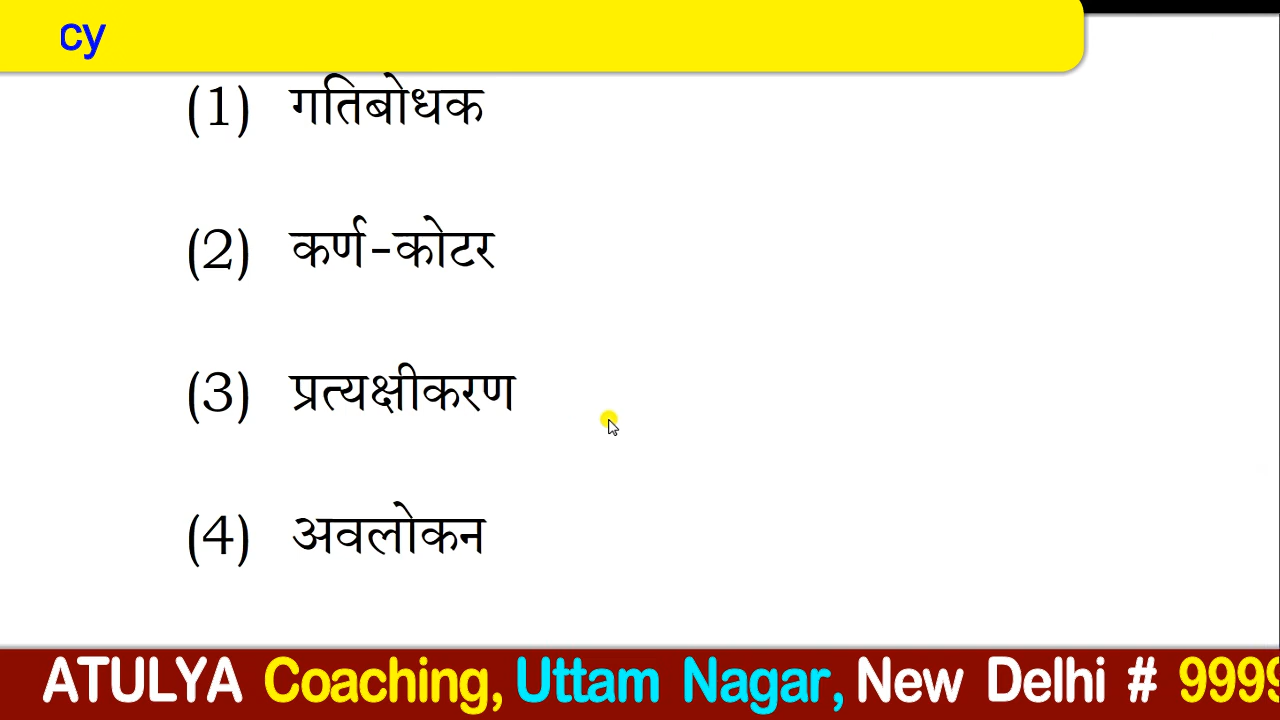 cy
(1) गतिबोधक
(2) कर्ण-कोटर
(3) प्रत्यक्षीकरण
(4) अवलोकन
ATULYA Coaching, Uttam Nagar, New Delhi # 9999